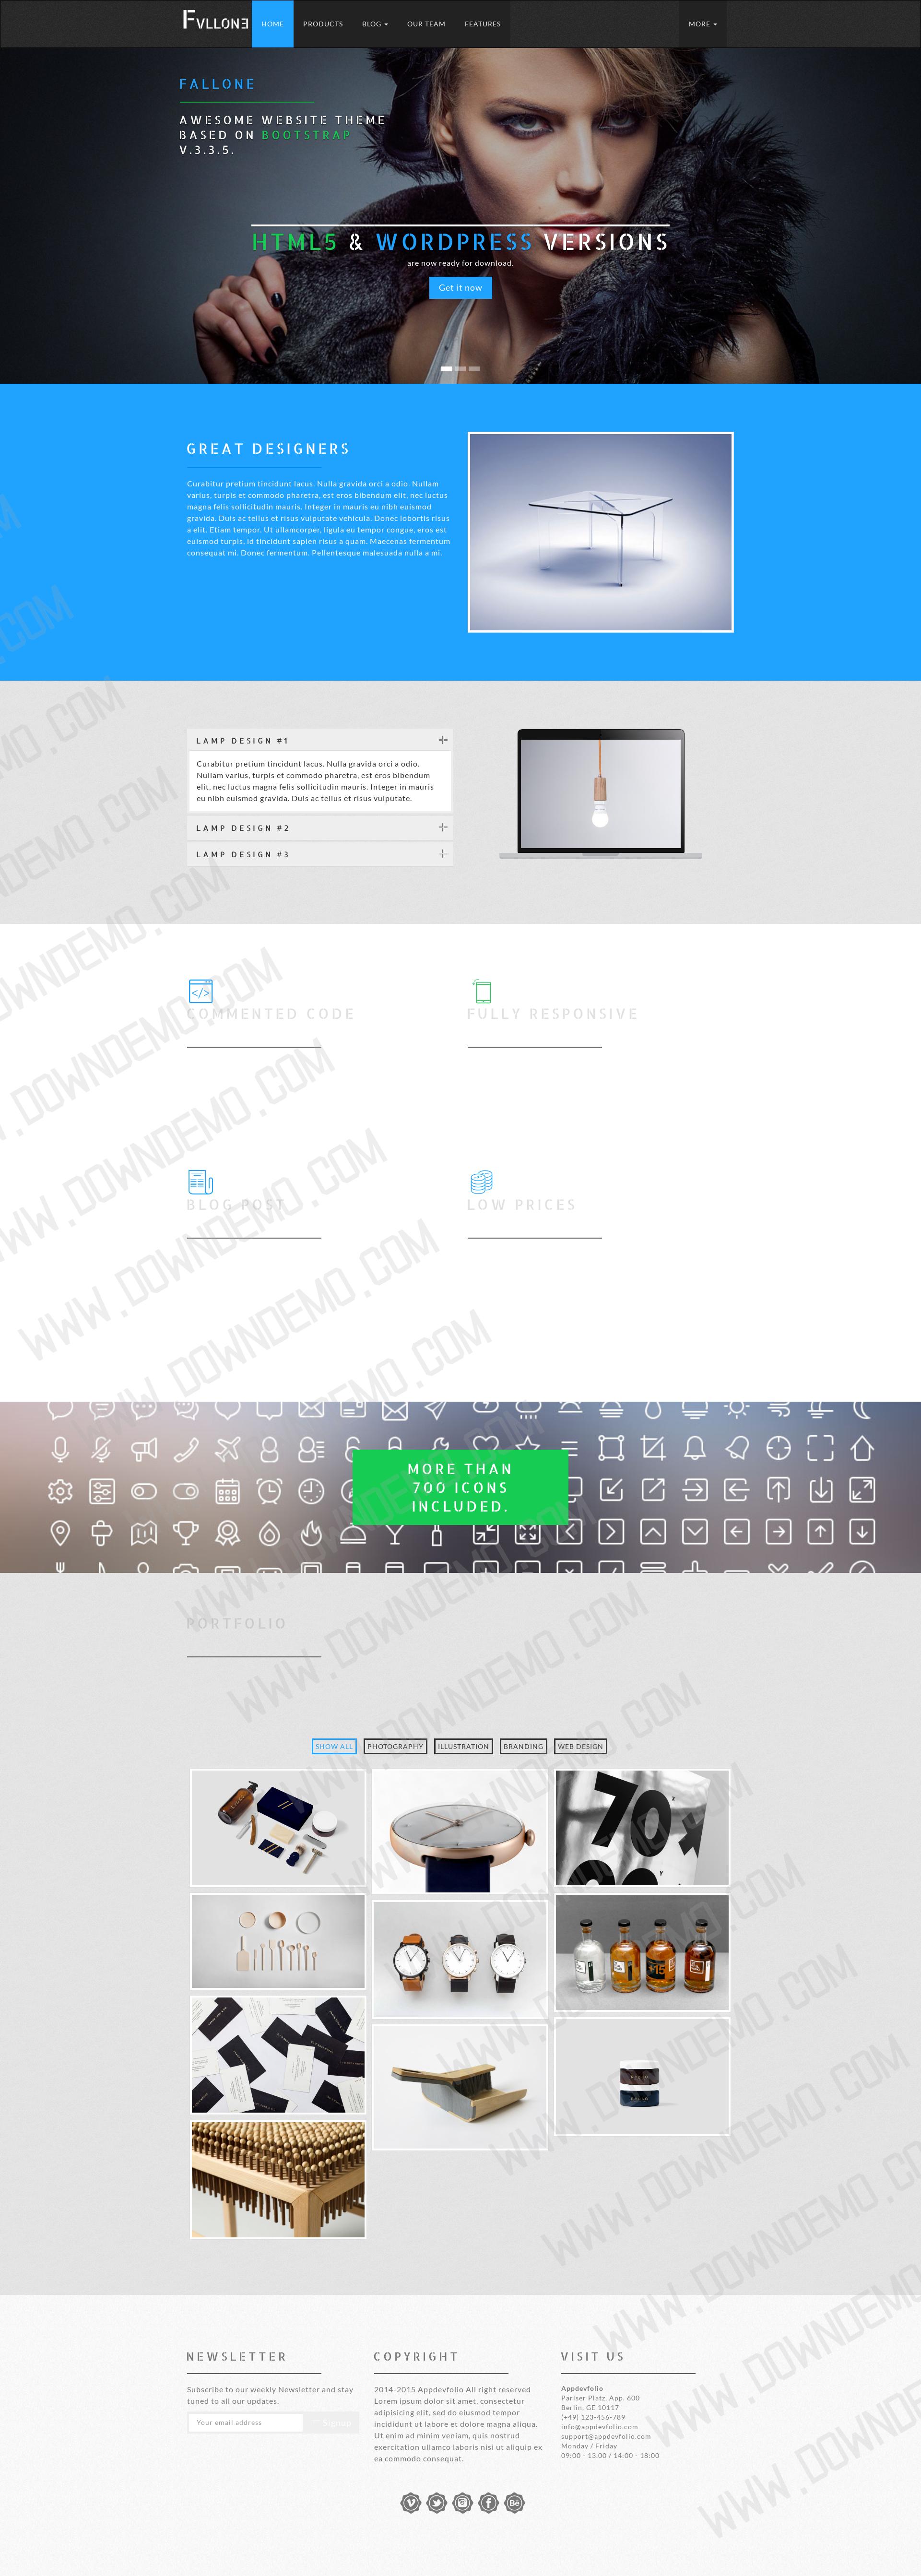 FVLLONE
HOME
PRODUCTS
BLOG
OUR TEAM
FEATURES
MORE
FALLONE
AWESOME WEBSITE THEME
BASED ON BOOTSTRAP
V.3.3.5.
HTML5 & WORDPRESS VERSIONS
are now ready for download.
Get it now
GREAT DESIGNERS
Curabitur pretium tincidunt lacus. Nulla gravida orci a odio. Nullam
varius, turpis et commodo pharetra, est eros bibendum elit, nec luctus
magna felis sollicitudin mauris. Integer in mauris eu nibh euismod
gravida. Duis ac tellus et risus vulputate vehicula. Donec lobortis risus
a elit. Etiam tempor. Ut ullamcorper, ligula eu tempor congue, eros est
euismod turpis, id tincidunt sapien risus a quam. Maecenas fermentum
consequat mi. Donec fermentum. Pellentesque malesuada nulla a mi.
LAMP DESIGN #1
Curabitur pretium tincidunt lacus. Nulla gravida orci a odio.
Nullam varius, turpis et commodo pharetra, est eros bibendum
elit, nec luctus magna felis sollicitudin mauris. Integer in mauris
eu nibh euismod gravida. Duis ac tellus et risus vulputate.
LAMP DESIGN #2
LAMP DESIGN #3
COMMENTED CODE
FULLY RESPONSIVE
BLOG POST
LOW PRICES
MORE THAN
700 ICONS
INCLUDED.
PORTFOLIO
SHOW ALL
PHOTOGRAPHY
ILLUSTRATION
BRANDING
WEB DESIGN
70
NEWSLETTER
Subscribe to our weekly Newsletter and stay
tuned to all our updates.
Your email address
COPYRIGHT
2014-2015 Appdevfolio All right reserved
Lorem ipsum dolor sit amet, consectetur
adipisicing elit, sed do eiusmod tempor
incididunt ut labore et dolore magna aliqua.
Ut enim ad minim veniam, quis nostrud
exercitation ullamco laboris nisi ut aliquip ex
ea commodo consequat.
VISIT US
Appdevfolio
Pariser Platz, App. 600
Berlin, GE 10117
(+49) 123-456-789
info@appdevfolio.com
support@appdevfolio.com
Monday / Friday
09:00 - 13.00 / 14:00 - 18:00
WWW.DOWNDEMO.COM